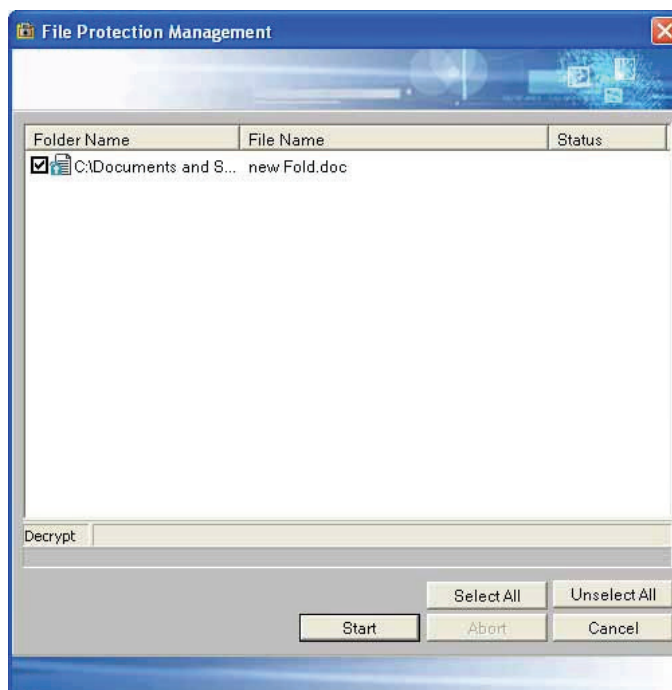 File Protection Management
Folder Name File Name Status
C:\Documents and S... new Fold.doc
Decrypt
Select All Unselect All
Start Abort Cancel